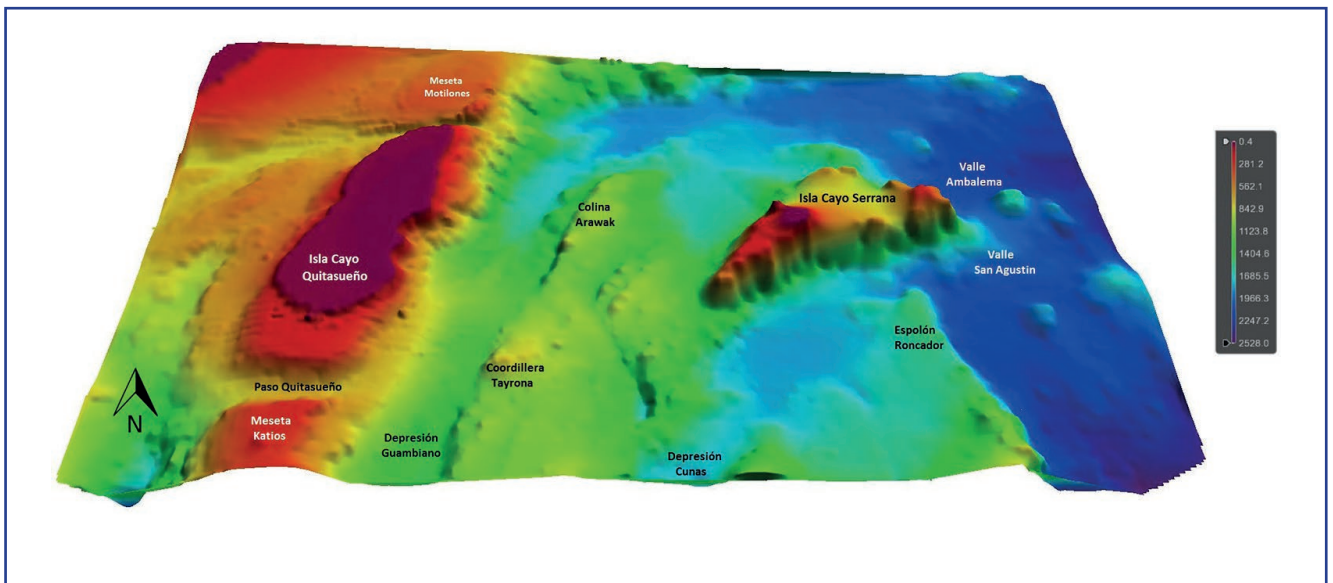 Meseta
Motilones
Isla Cayo
Quitasueño
Paso Quitasueño
Meseta
Katios
N
Depresión
Guambiano
Coordillera
Tayrona
Colina
Arawak
Isla Cayo Serrana
Valle
Ambalema
Valle
San Agustin
Espolón
Roncador
Depresión
Cunas
0.4
281.2
562.1
842.9
1123.8
1404.6
1685.5
1966.3
2247.2
2528.0